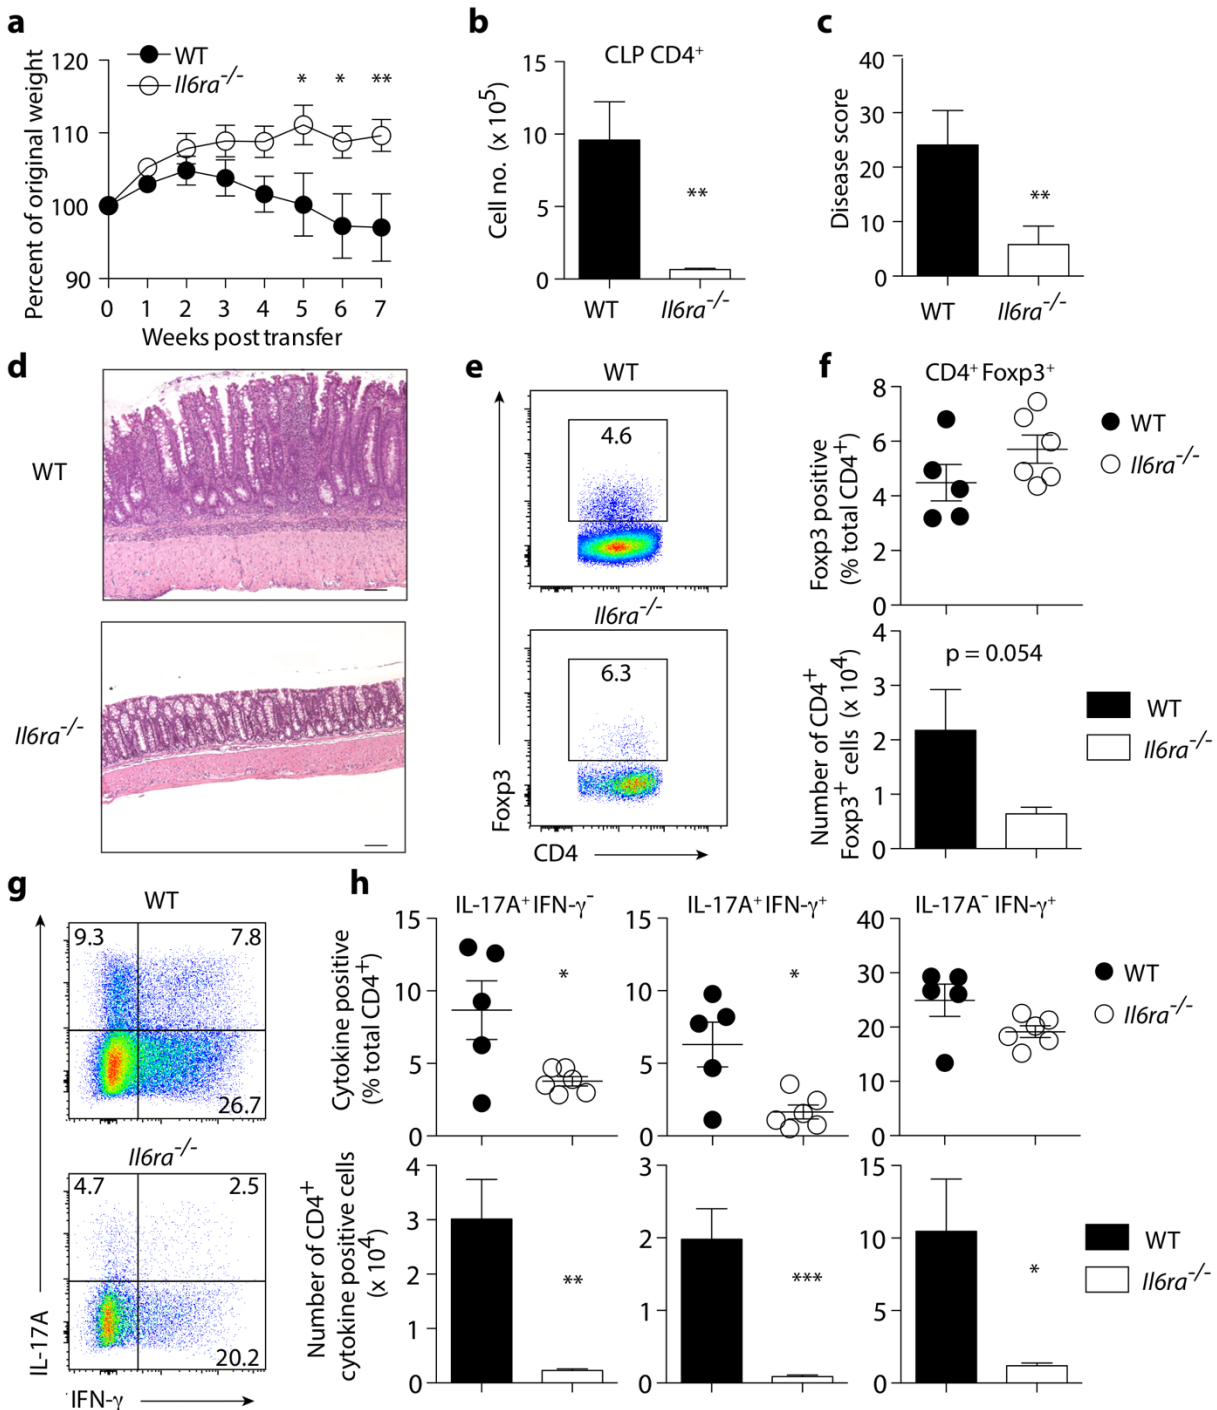 a
WT
Il6ra-/-
Percent of original weight
120
110
100
90
* * **
0 1 2 3 4 5 6 7
Weeks post transfer
b
CLP CD4+
Cell no. (x 10⁵)
15
10
5
0
**
WT Il6ra-/-
c
Disease score
40
30
20
10
0
**
WT Il6ra-/-
d
WT
Il6ra-/-
e
WT
4.6
Il6ra-/-
6.3
Foxp3
CD4
f
CD4+ Foxp3+
Foxp3 positive
(% total CD4+)
8
6
4
2
0
WT
Il6ra-/-
Number of CD4+
Foxp3+ cells (x 10⁴)
4
3
2
1
0
p = 0.054
WT
Il6ra-/-
g
WT
9.3 7.8
26.7
Il6ra-/-
4.7 2.5
20.2
IL-17A
IFN-γ
h
IL-17A+ IFN-γ-
IL-17A+ IFN-γ+
IL-17A- IFN-γ+
Cytokine positive
(% total CD4+)
15
10
5
0
*
15
10
5
0
*
40
30
20
10
0
WT
Il6ra-/-
Number of CD4+
cytokine positive cells
(x 10⁴)
4
3
2
1
0
**
3
2
1
0
***
15
10
5
0
*
WT
Il6ra-/-